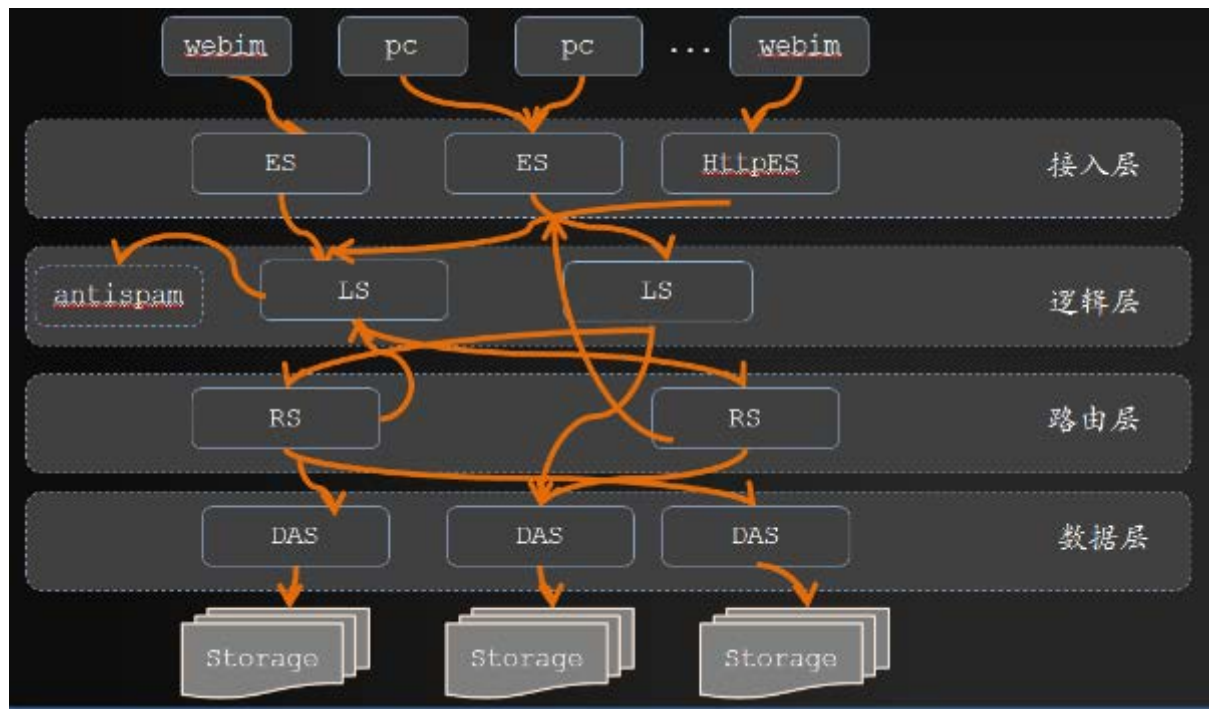 webim pc pc ... webim
ES ES HttpES 接入层
antispam LS LS 逻辑层
RS RS 路由层
DAS DAS DAS 数据层
Storage Storage Storage